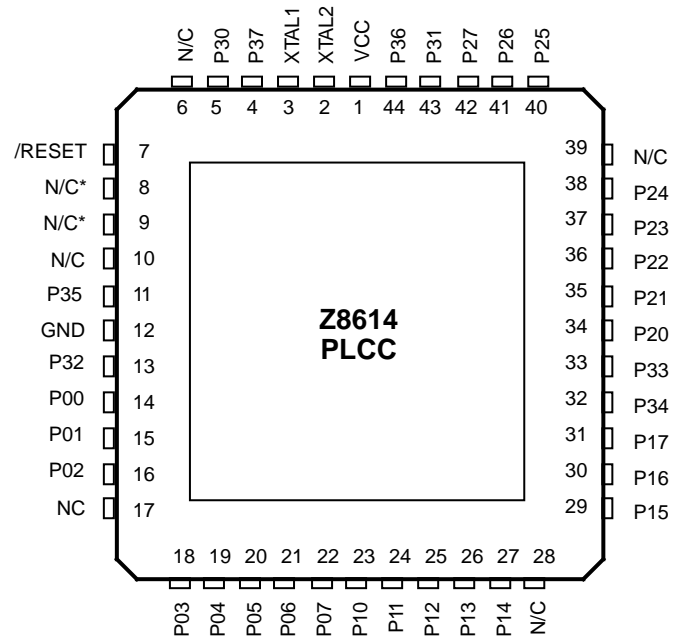 N/C P30 P37 XTAL1 XTAL2 VCC P36 P31 P27 P26 P25
6 5 4 3 2 1 44 43 42 41 40
/RESET 7 39 N/C
N/C* 8 38 P24
N/C* 9 37 P23
N/C 10 36 P22
P35 11 35 P21
GND 12 34 P20
P32 13 33 P33
P00 14 32 P34
P01 15 31 P17
P02 16 30 P16
NC 17 29 P15
Z8614
PLCC
18 19 20 21 22 23 24 25 26 27 28
P03 P04 P05 P06 P07 P10 P11 P12 P13 P14 N/C